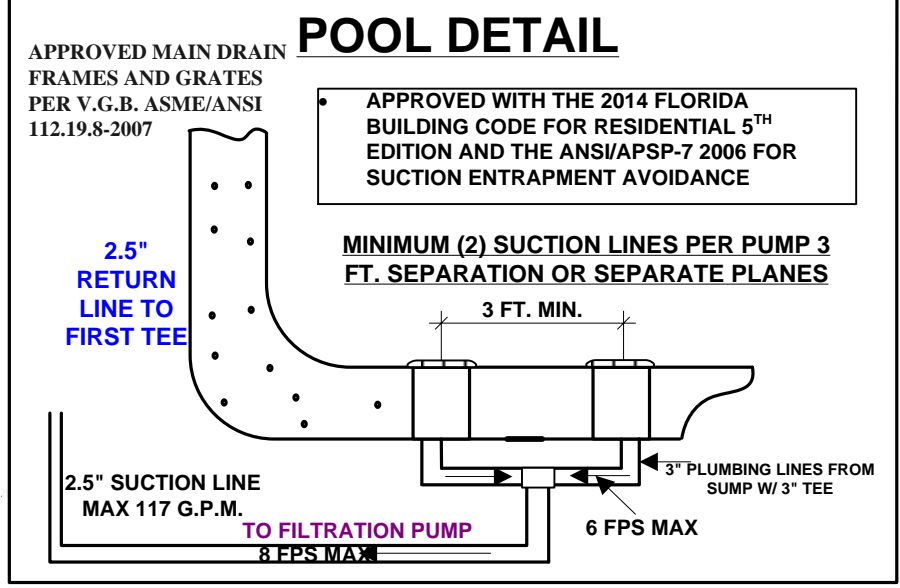 POOL DETAIL
APPROVED MAIN DRAIN
FRAMES AND GRATES
PER V.G.B. ASME/ANSI
112.19.8-2007
• APPROVED WITH THE 2014 FLORIDA
BUILDING CODE FOR RESIDENTIAL 5TH
EDITION AND THE ANSI/APSP-7 2006 FOR
SUCTION ENTRAPMENT AVOIDANCE
MINIMUM (2) SUCTION LINES PER PUMP 3
FT. SEPARATION OR SEPARATE PLANES
2.5"
RETURN
LINE TO
FIRST TEE
3 FT. MIN.
3" PLUMBING LINES FROM
SUMP W/ 3" TEE
2.5" SUCTION LINE
MAX 117 G.P.M.
6 FPS MAX
TO FILTRATION PUMP
8 FPS MAX